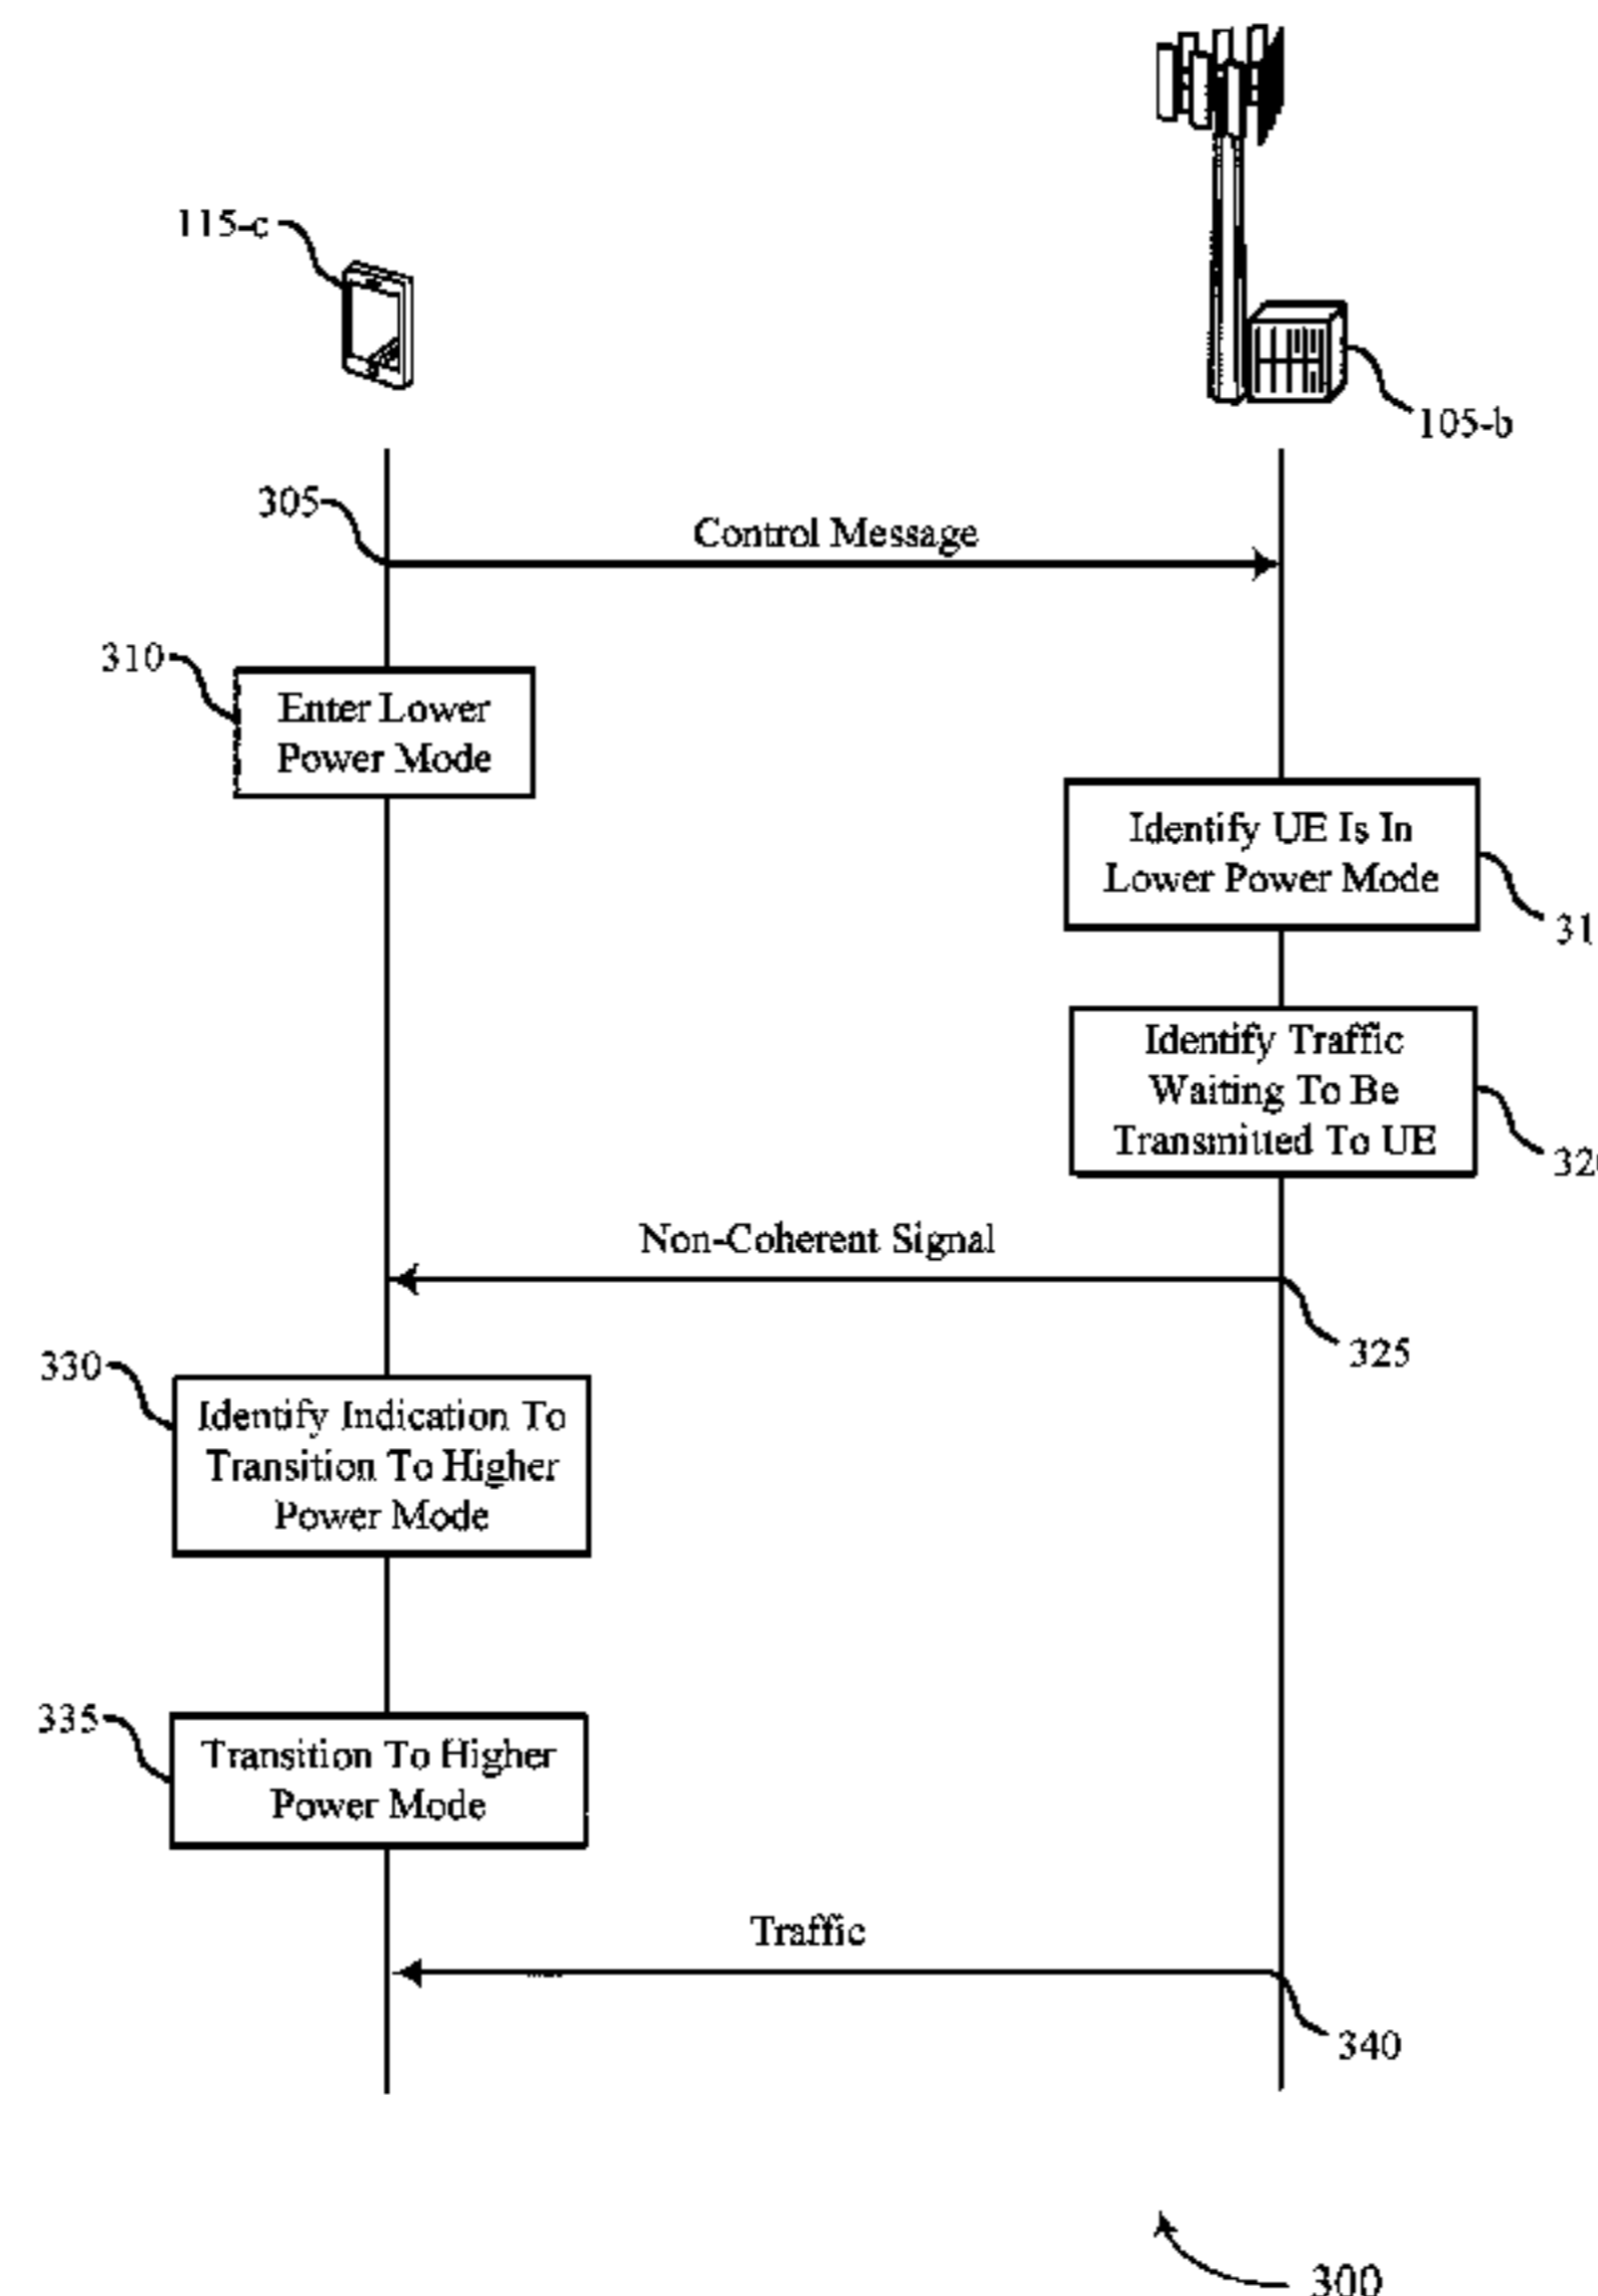 115-c
105-b
305
Control Message
310
Enter Lower
Power Mode
Identify UE Is In
Lower Power Mode
31
Identify Traffic
Waiting To Be
Transmitted To UE
320
Non-Coherent Signal
325
330
Identify Indication To
Transition To Higher
Power Mode
335
Transition To Higher
Power Mode
Traffic
340
300